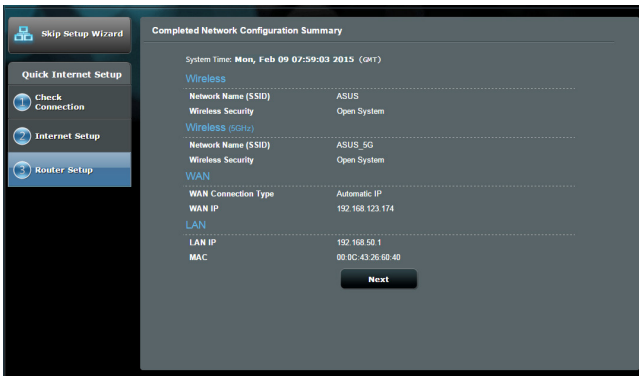 Skip Setup Wizard
Quick Internet Setup
1 Check Connection
2 Internet Setup
3 Router Setup
Completed Network Configuration Summary
System Time: Mon, Feb 09 07:59:03 2015 (GMT)
Wireless
Network Name (SSID) ASUS
Wireless Security Open System
Wireless (5GHz)
Network Name (SSID) ASUS_5G
Wireless Security Open System
WAN
WAN Connection Type Automatic IP
WAN IP 192.168.123.174
LAN
LAN IP 192.168.50.1
MAC 00:0C:43:26:60:40
Next